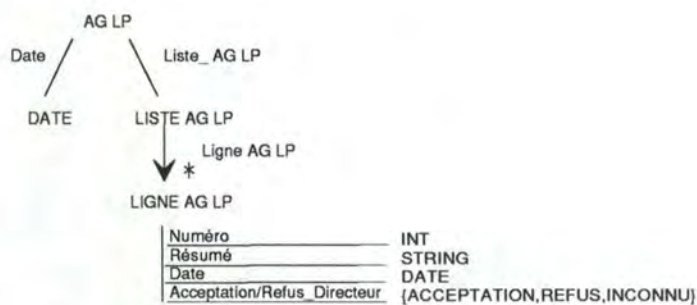 AG LP
Date
Liste_ AG LP
DATE
LISTE AG LP
Ligne AG LP
*
LIGNE AG LP
Numéro INT
Résumé STRING
Date DATE
Acceptation/Refus_Directeur {ACCEPTATION,REFUS,INCONNU}